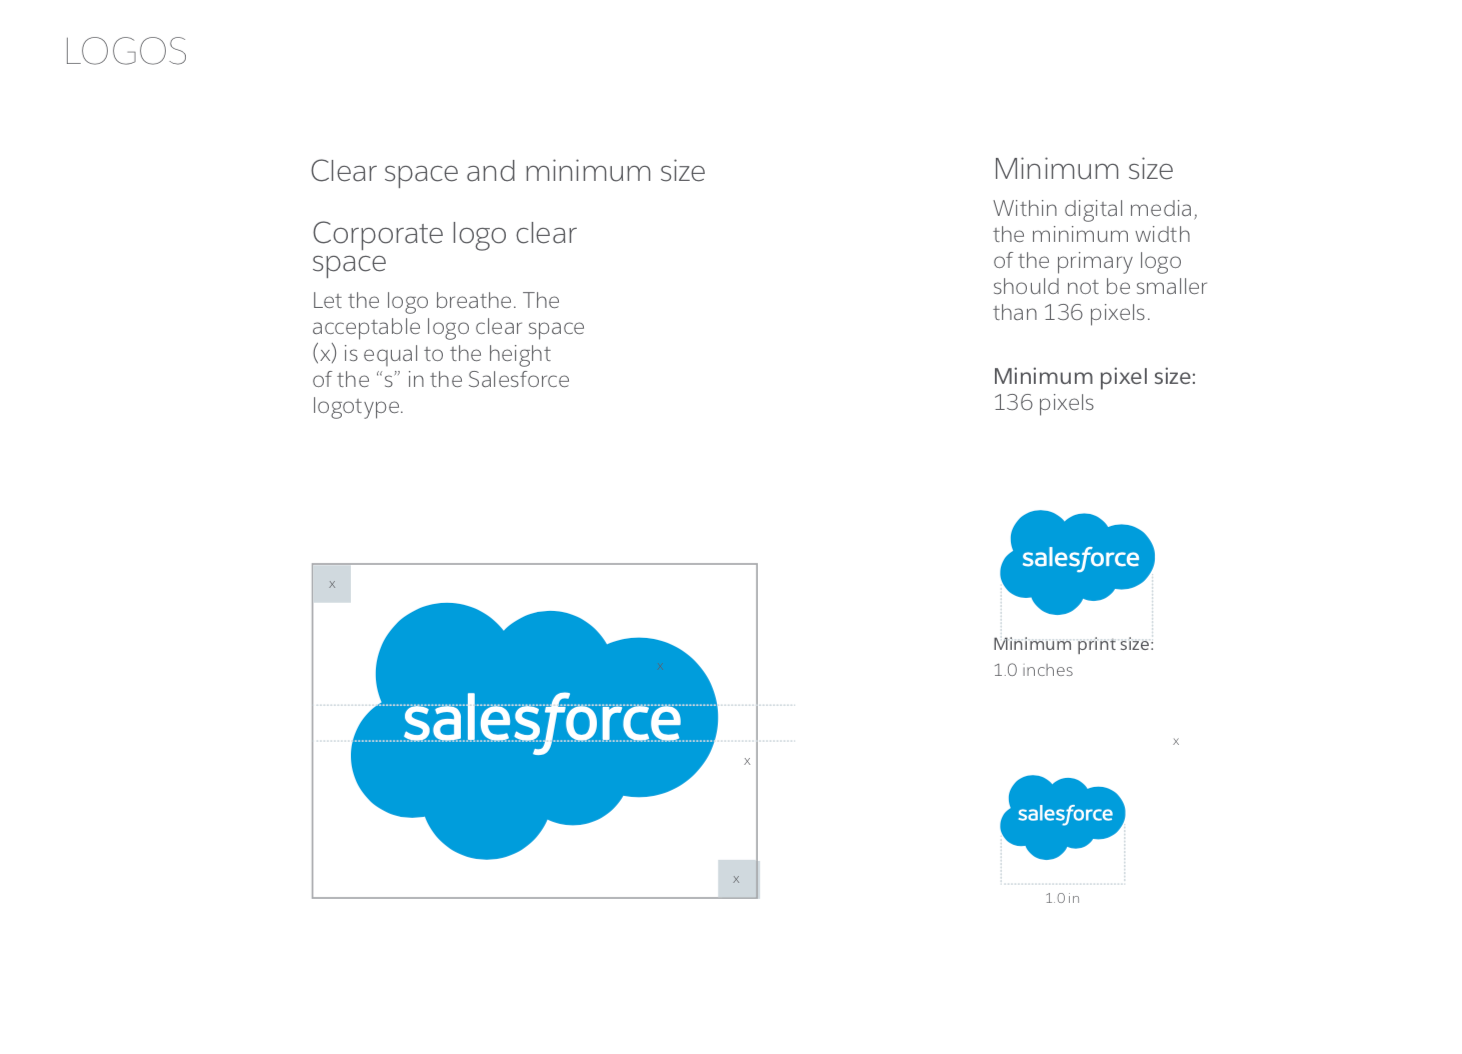 LOGOS
Clear space and minimum size
Corporate logo clear
space
Let the logo breathe. The
acceptable logo clear space
(x) is equal to the height
of the “s” in the Salesforce
logotype.
x
x
salesforce
x
x
Minimum size
Within digital media,
the minimum width
of the primary logo
should not be smaller
than 136 pixels.
Minimum pixel size:
136 pixels
salesforce
Minimum print size:
1.0 inches
x
salesforce
1.0 in